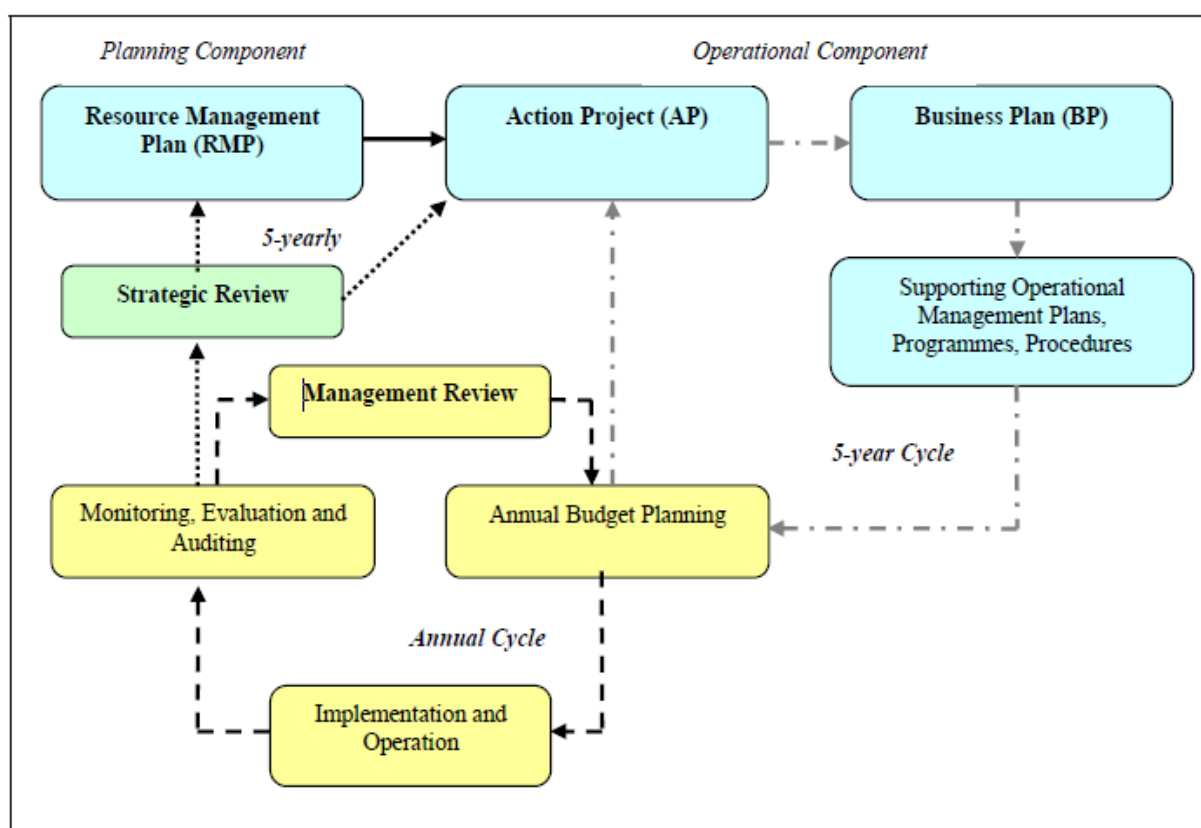 Planning Component
Operational Component
Resource Management
Plan (RMP)
Action Project (AP)
Business Plan (BP)
5-yearly
Strategic Review
Supporting Operational
Management Plans,
Programmes, Procedures
Management Review
5-year Cycle
Monitoring, Evaluation and
Auditing
Annual Budget Planning
Annual Cycle
Implementation and
Operation